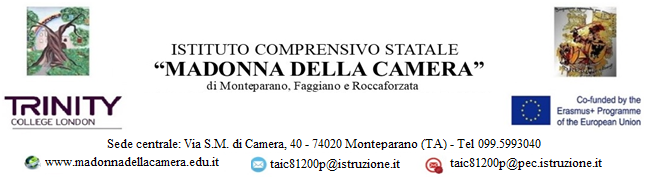 ISTITUTO COMPRENSIVO STATALE
“MADONNA DELLA CAMERA”
di Monteparano, Faggiano e Roccaforzata
TRINITY
COLLEGE LONDON
Co-funded by the
Erasmus+ Programme
of the European Union
Sede centrale: Via S.M. di Camera, 40 - 74020 Monteparano (TA) - Tel 099.5993040
www.madonnadellacamera.edu.it taic81200p@istruzione.it taic81200p@pec.istruzione.it